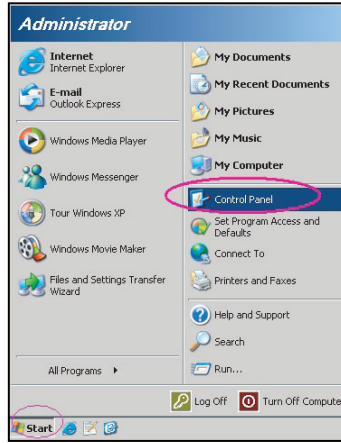 Administrator
Internet
Internet Explorer
E-mail
Outlook Express
Windows Media Player
Windows Messenger
Tour Windows XP
Windows Movie Maker
Files and Settings Transfer
Wizard
All Programs
My Documents
My Recent Documents
My Pictures
My Music
My Computer
Control Panel
Set Program Access and
Defaults
Connect To
Printers and Faxes
Help and Support
Search
Run...
Log Off
Turn Off Compute
Start